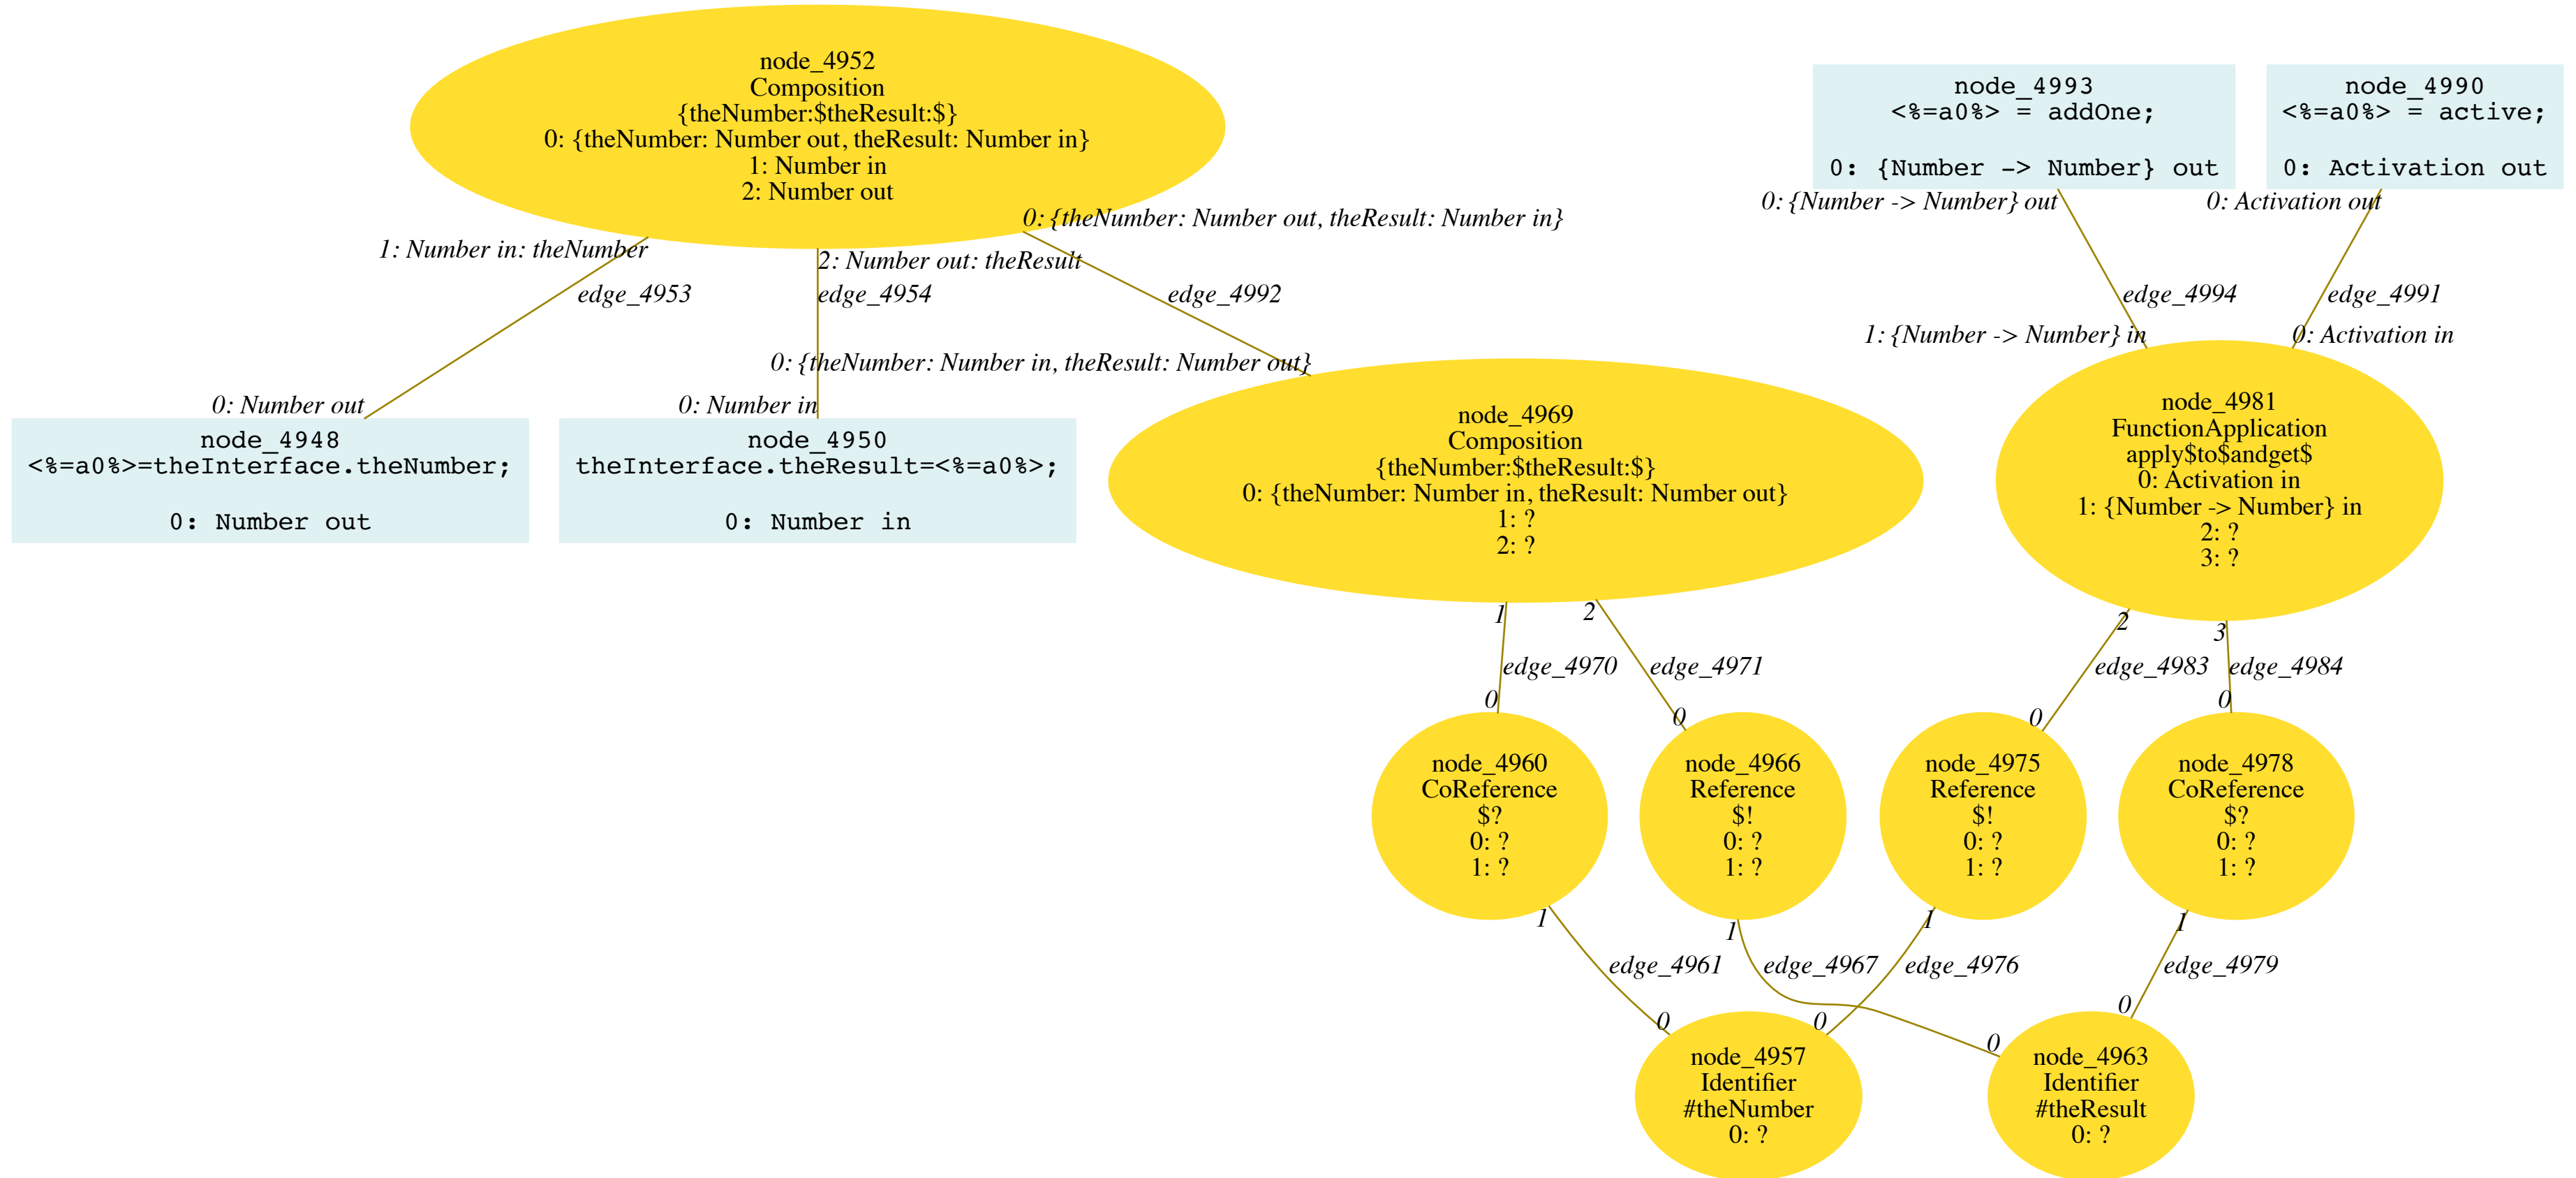 node_4952
Composition
{theNumber:$theResult:$}
0: {theNumber: Number out, theResult: Number in}
1: Number in
2: Number out
node_4993
<%=a0%> = addOne;
0: {Number -> Number} out
node_4990
<%=a0%> = active;
0: Activation out
0: {theNumber: Number out, theResult: Number in}
0: {Number -> Number} out
0: Activation out
1: Number in: theNumber
2: Number out: theResult
edge_4953
edge_4954
edge_4992
edge_4994
edge_4991
1: {Number -> Number} in
0: Activation in
0: {theNumber: Number in, theResult: Number out}
0: Number out
0: Number in
node_4948
<%=a0%>=theInterface.theNumber;
0: Number out
node_4950
theInterface.theResult=<%=a0%>;
0: Number in
node_4969
Composition
{theNumber:$theResult:$}
0: {theNumber: Number in, theResult: Number out}
1: ?
2: ?
node_4981
FunctionApplication
apply$to$andget$
0: Activation in
1: {Number -> Number} in
2: ?
3: ?
1
2
2
3
edge_4970
edge_4971
edge_4983
edge_4984
0
0
0
0
node_4960
CoReference
$?
0: ?
1: ?
node_4966
Reference
$!
0: ?
1: ?
node_4975
Reference
$!
0: ?
1: ?
node_4978
CoReference
$?
0: ?
1: ?
1
1
1
1
edge_4961
edge_4967
edge_4976
edge_4979
0
0
0
0
node_4957
Identifier
#theNumber
0: ?
node_4963
Identifier
#theResult
0: ?